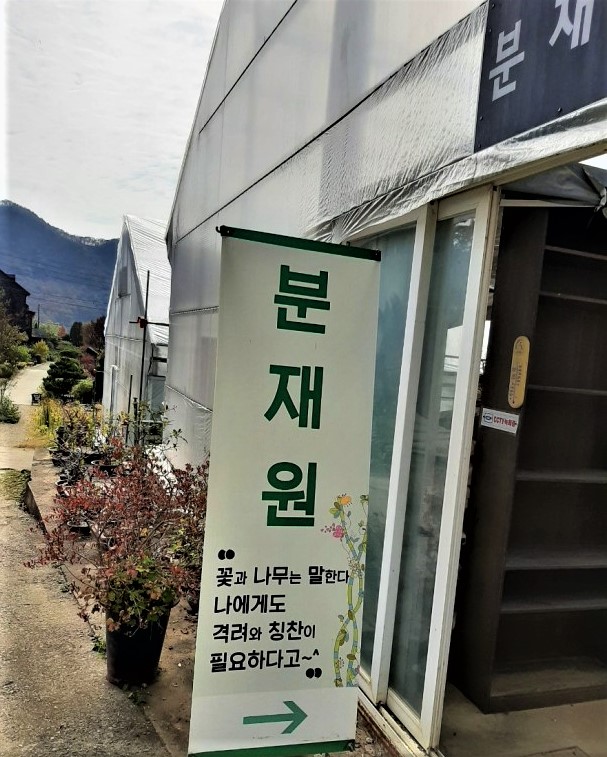 분재
분
재
원
"
꽃과 나무는 말한다
나에게도
격려와 칭찬이
필요하다고~^
"
CCTV